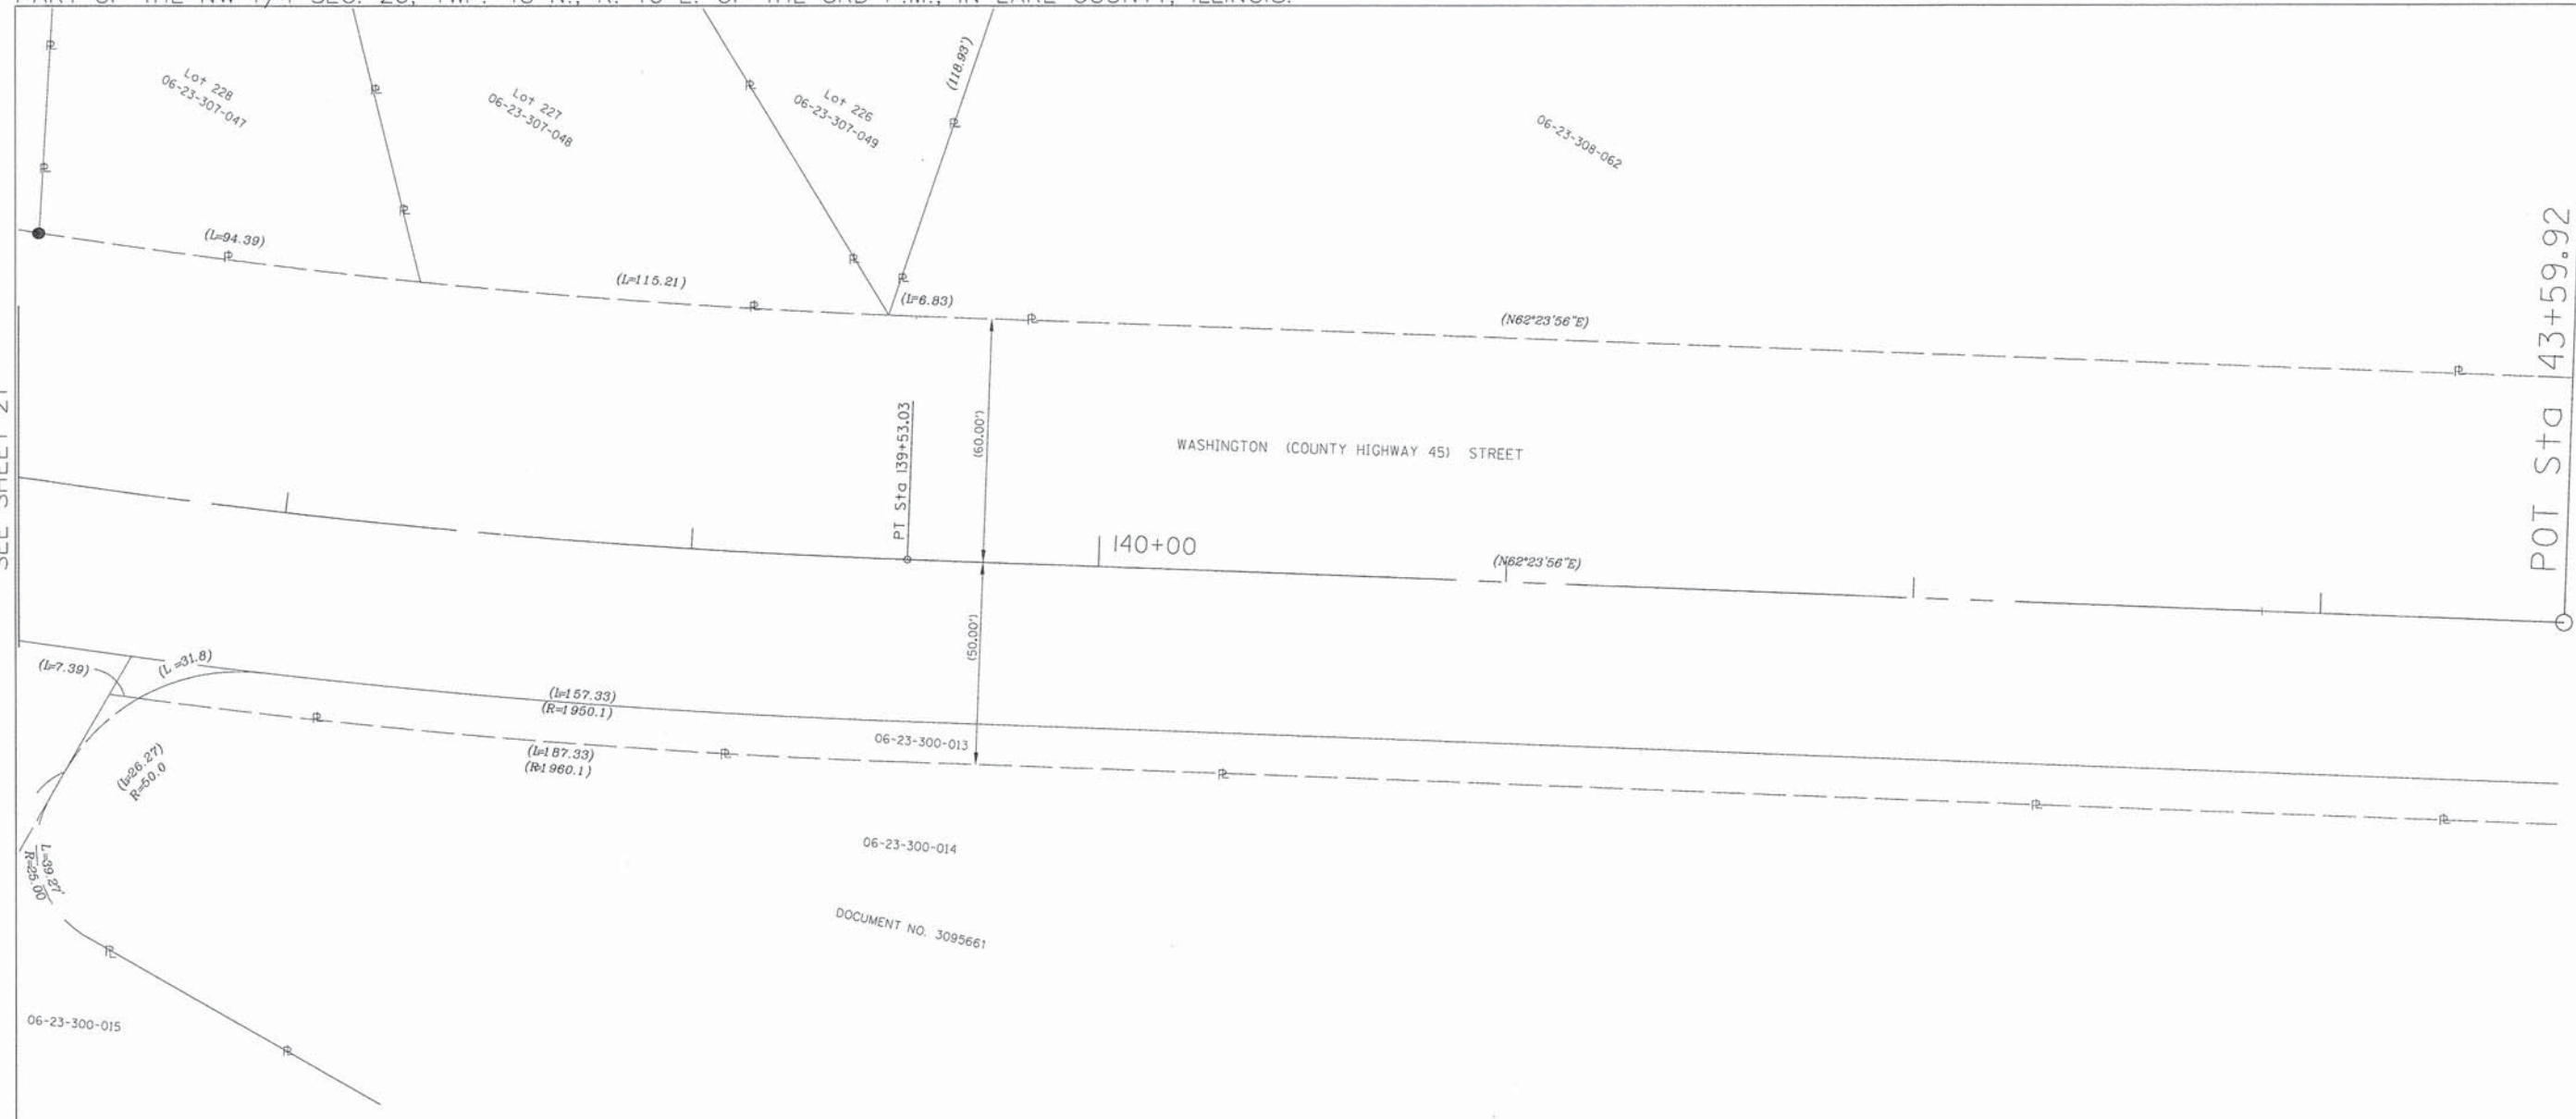 Lot 228
06-23-307-047
Lot 227
06-23-307-048
Lot 226
06-23-307-049
(118.93')
06-23-308-062
(L=94.39)
(L=115.21)
(L=6.83)
(N62°23'56"E)
POT Sta 143+59.92
PT Sta 139+53.03
(60.00')
WASHINGTON (COUNTY HIGHWAY 45) STREET
140+00
(N62°23'56"E)
(50.00')
(L=7.39)
(L=31.8)
(L=157.33)
(R=1950.1)
06-23-300-013
(L=187.33)
(R=1960.1)
(L=26.27)
R=50.0
L=39.27'
R=25.00
06-23-300-014
DOCUMENT NO. 3095661
06-23-300-015